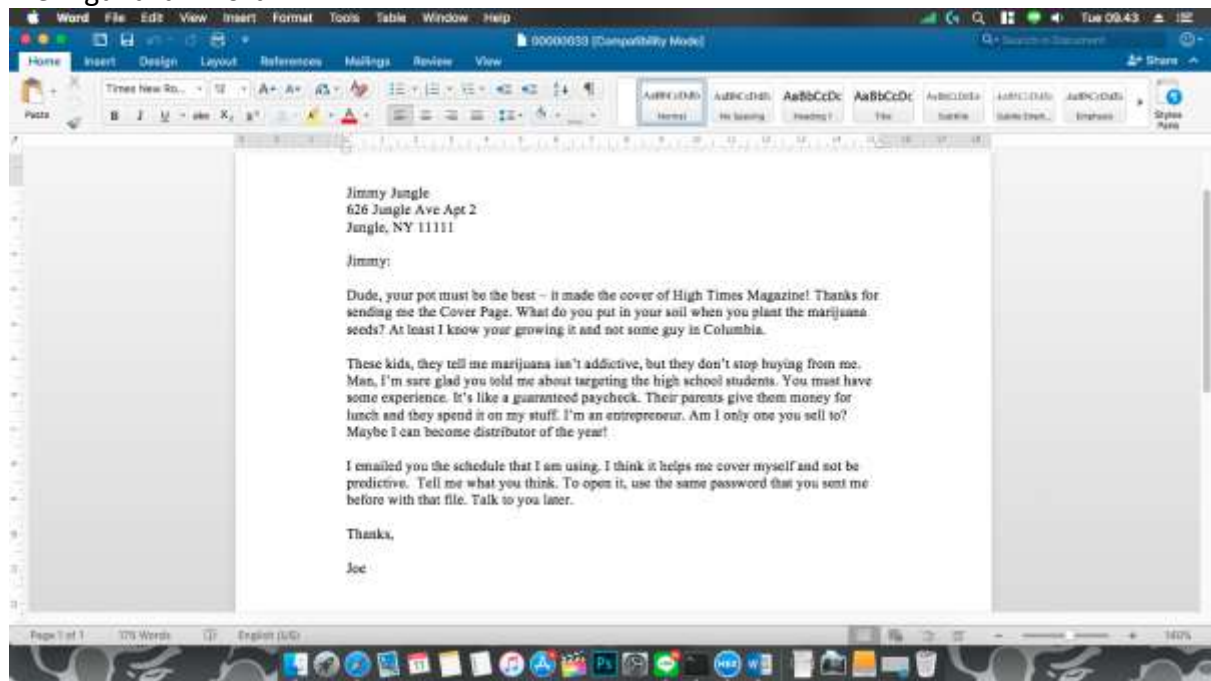 Word File Edit View Insert Format Tools Table Window Help
Tue 09.43
00000033 [Compatibility Mode]
Home Insert Design Layout References Mailings Review View
Share
Times New Ro... 12
Paste
Normal No Spacing Heading 1 Title Subtitle Subtle Emph... Emphasis
Styles
Pane
Jimmy Jungle
626 Jungle Ave Apt 2
Jungle, NY 11111
Jimmy:
Dude, your pot must be the best – it made the cover of High Times Magazine! Thanks for
sending me the Cover Page. What do you put in your soil when you plant the marijuana
seeds? At least I know your growing it and not some guy in Columbia.
These kids, they tell me marijuana isn't addictive, but they don't stop buying from me.
Man, I'm sure glad you told me about targeting the high school students. You must have
some experience. It's like a guaranteed paycheck. Their parents give them money for
lunch and they spend it on my stuff. I'm an entrepreneur. Am I only one you sell to?
Maybe I can become distributor of the year!
I emailed you the schedule that I am using. I think it helps me cover myself and not be
predictive. Tell me what you think. To open it, use the same password that you sent me
before with that file. Talk to you later.
Thanks,
Joe
Page 1 of 1 Words English (US)